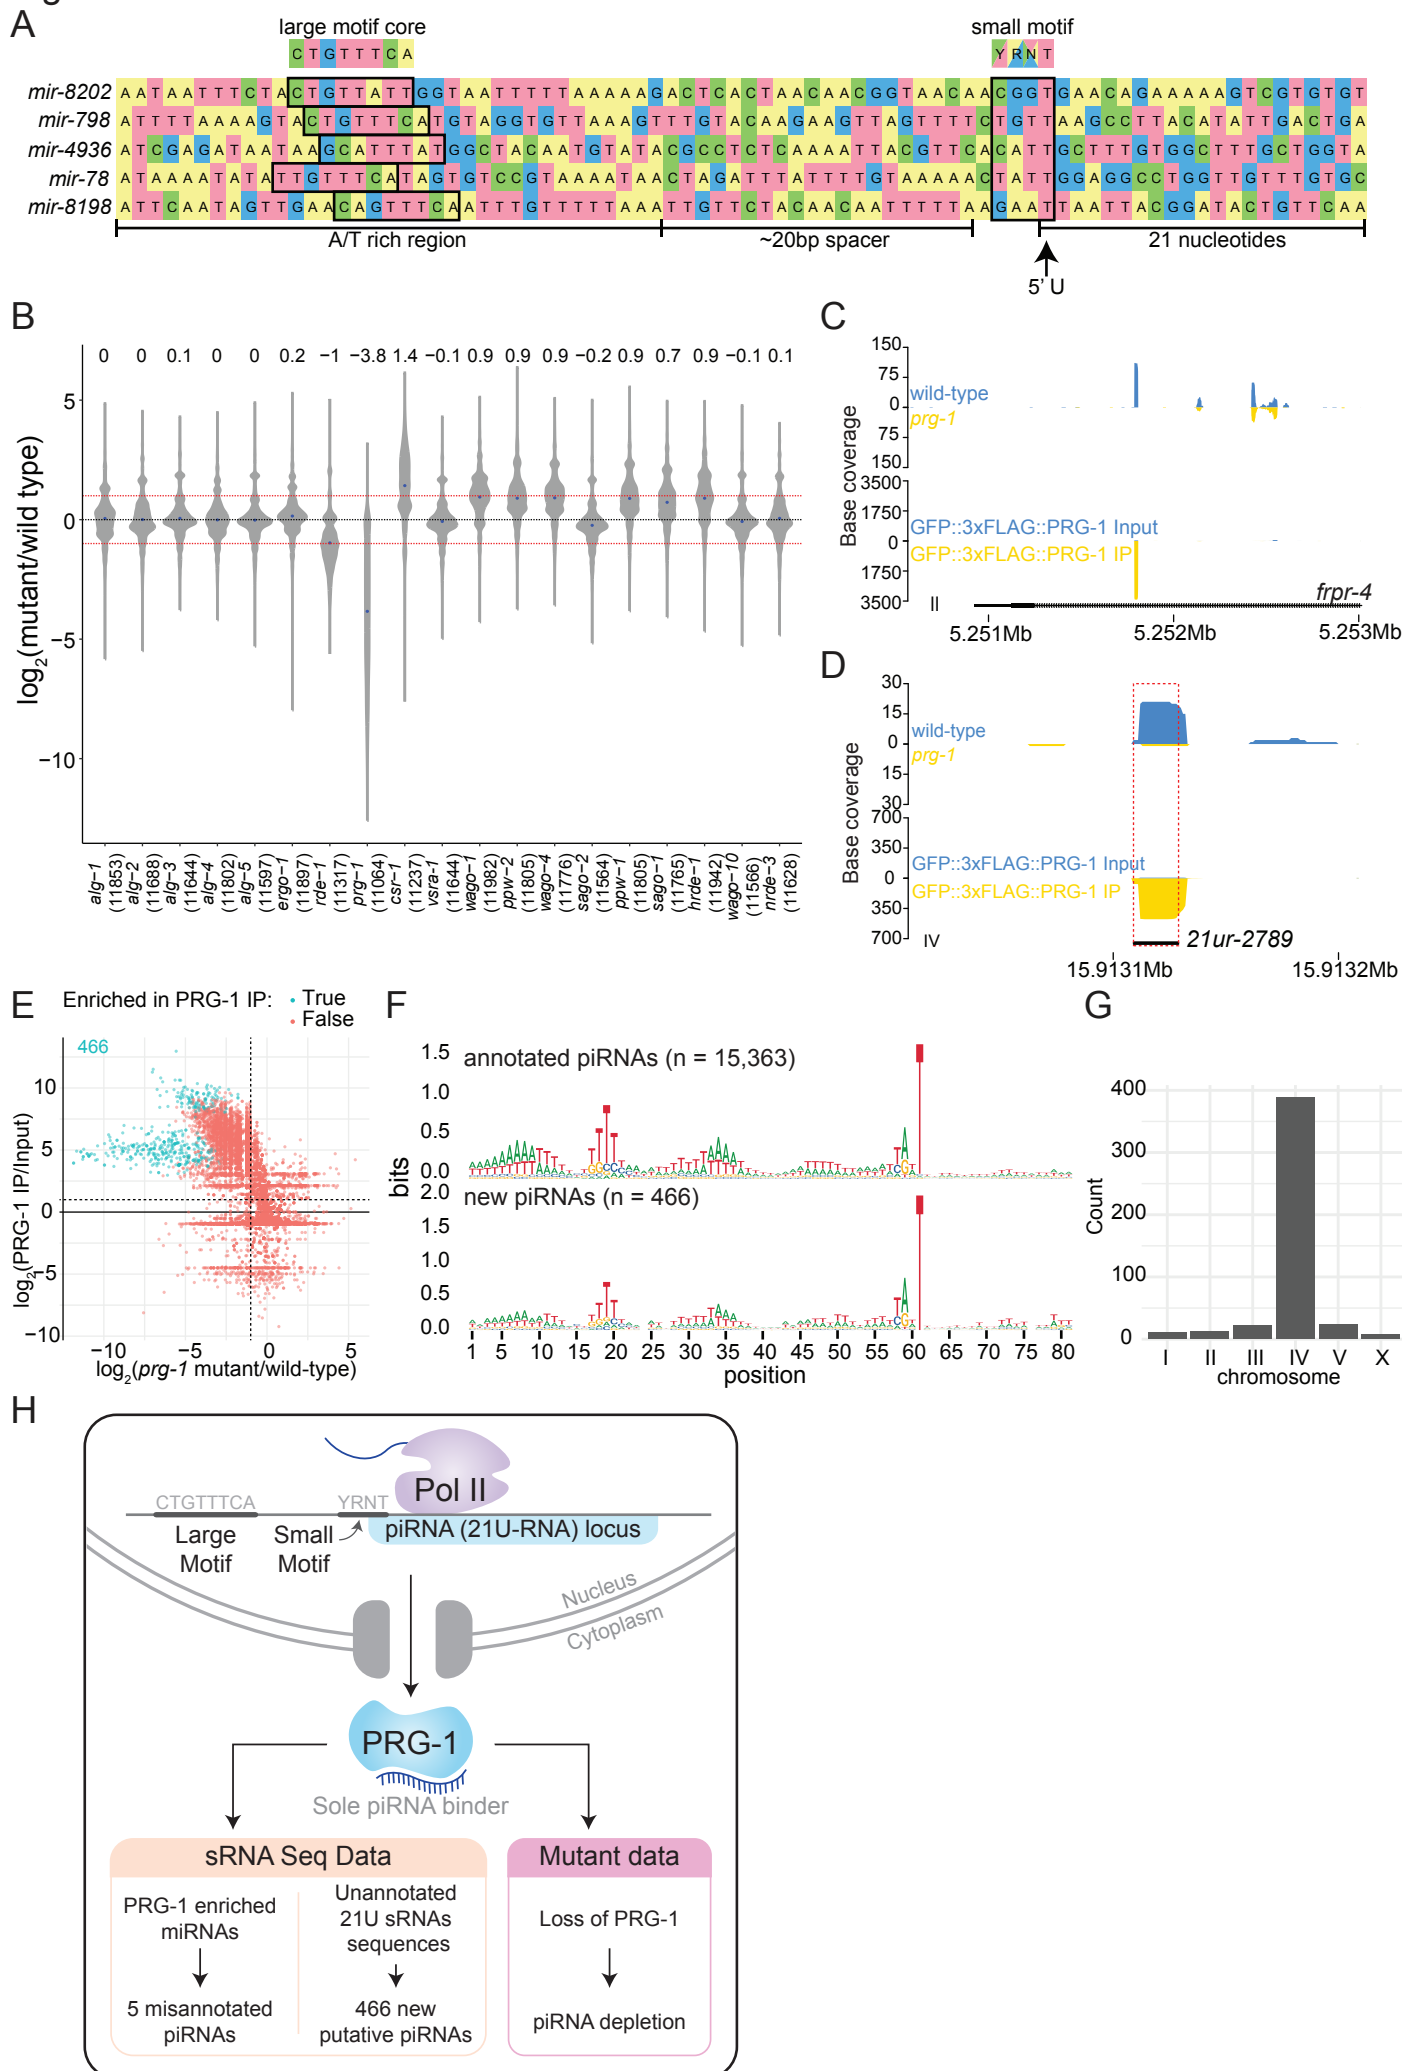 A
large motif core
small motif
C T G T T T C A
Y R N T
mir-8202 A A T A A T T T C T A C T G T T A T T G G T A A T T T T T A A A A A G A C T C A C T A A C A A C G G T A A C A A C G G T G A A C A G A A A A A G T C G T G T G T
mir-798 A T T T T A A A A G T A C T G T T T C A T G T A G G T G T T A A A G T T T G T A C A A G A A G T T A G T T T T C T G T T A A G C C T T A C A T A T T G A C T G A
mir-4936 A T C G A G A T A A T A A G C A T T T A T G G C T A C A A T G T A T A C G C C T C T C A A A A T T A C G T T C A C A T T G C T T T G T G G C T T T G C T G G T A
mir-78 A T A A A A T A T A T T G T T T C A T A G T G T C C G T A A A A T A A C T A G A T T T A T T T T G T A A A A A C T A T T G G A G G C C T G G T T G T T T G T G C
mir-8198 A T T C A A T A G T T G A A C A G T T T C A A T T T G T T T T T A A A T T G T T C T A C A A C A A T T T T T A A G A A T T A A T T A C G G A T A C T G T T C A A
A/T rich region
~20bp spacer
21 nucleotides
5' U
B
0 0 0.1 0 0 0.2 −1 −3.8 1.4 −0.1 0.9 0.9 0.9 −0.2 0.9 0.7 0.9 −0.1 0.1
log2(mutant/wild type)
5
0
−5
−10
alg-1 (11853)
alg-2 (11688)
alg-3 (11644)
alg-4 (11802)
alg-5 (11597)
ergo-1 (11897)
rde-1 (11317)
prg-1 (11064)
csr-1 (11237)
vsra-1 (11644)
wago-1 (11982)
ppw-2 (11805)
wago-4 (11776)
sago-2 (11564)
ppw-1 (11805)
sago-1 (11765)
hrde-1 (11942)
wago-10 (11566)
nrde-3 (11628)
C
Base coverage
150
75
0
75
150
wild-type
prg-1
3500
1750
0
1750
3500
GFP::3xFLAG::PRG-1 Input
GFP::3xFLAG::PRG-1 IP
II
frpr-4
5.251Mb 5.252Mb 5.253Mb
D
Base coverage
30
15
0
15
30
wild-type
prg-1
700
350
0
350
700
GFP::3xFLAG::PRG-1 Input
GFP::3xFLAG::PRG-1 IP
IV
21ur-2789
15.9131Mb 15.9132Mb
E
Enriched in PRG-1 IP:
True
False
466
log2(PRG-1 IP/Input)
10
5
0
−5
−10
−10 −5 0 5
log2(prg-1 mutant/wild-type)
F
bits
annotated piRNAs (n = 15,363)
1.5
1.0
0.5
0.0
new piRNAs (n = 466)
2.0
1.5
1.0
0.5
0.0
1 5 10 15 20 25 30 35 40 45 50 55 60 65 70 75 80
position
G
Count
400
300
200
100
0
I II III IV V X
chromosome
H
Pol II
CTGTTTCA
YRNT
Large
Motif
Small
Motif
piRNA (21U-RNA) locus
Nucleus
Cytoplasm
PRG-1
Sole piRNA binder
sRNA Seq Data
PRG-1 enriched
miRNAs
5 misannotated
piRNAs
Unannotated
21U sRNAs
sequences
466 new
putative piRNAs
Mutant data
Loss of PRG-1
piRNA depletion